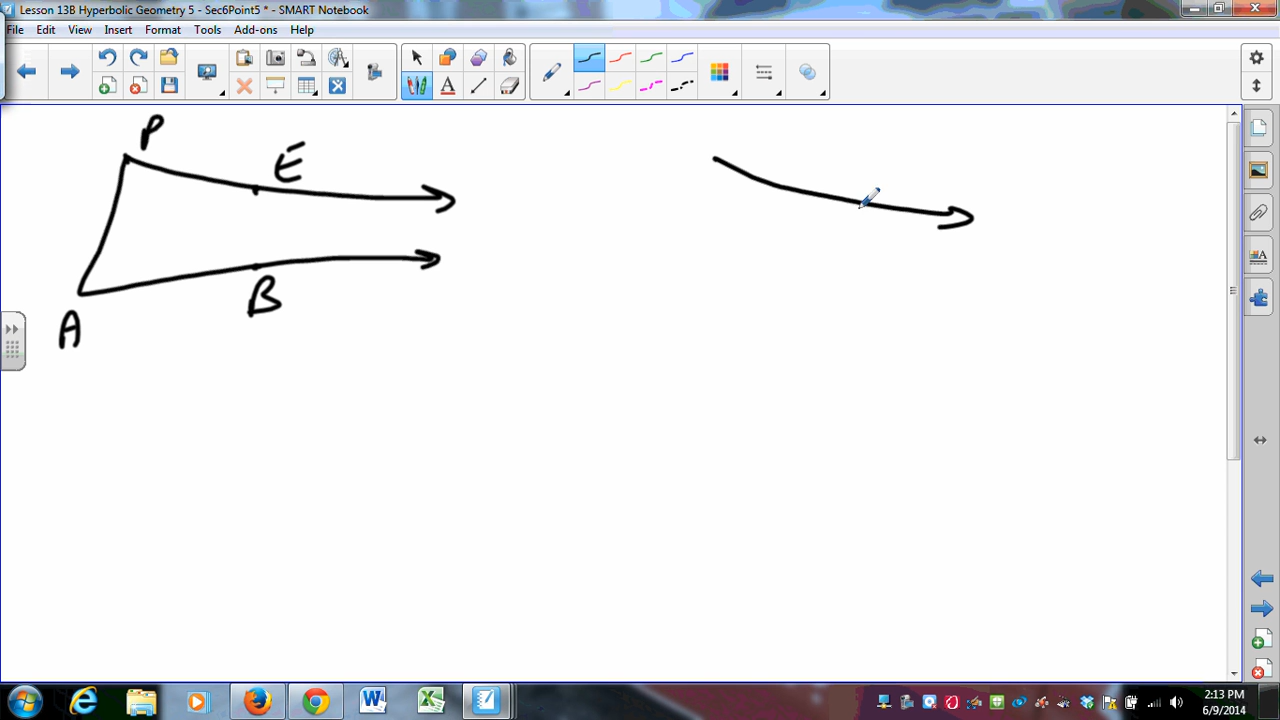 Lesson 13B Hyperbolic Geometry 5 - Sec6Point5 * - SMART Notebook
File Edit View Insert Format Tools Add-ons Help
P
E
B
A
2:13 PM
6/9/2014